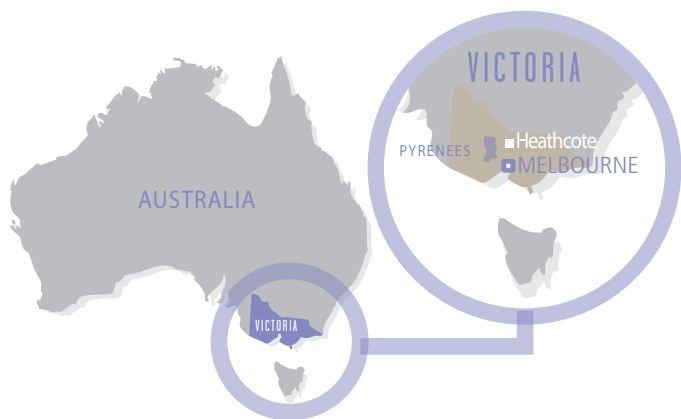 AUSTRALIA
VICTORIA
VICTORIA
Heathcote
PYRENEES
MELBOURNE